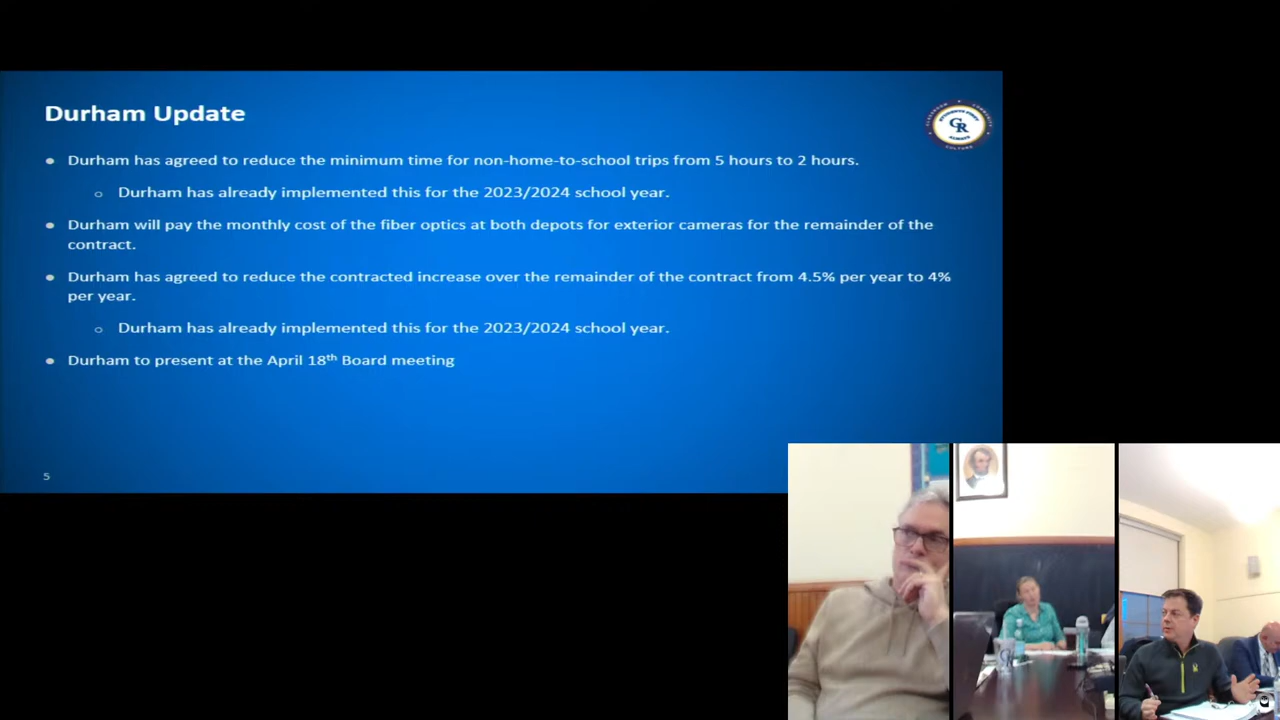 Durham Update
GR
● Durham has agreed to reduce the minimum time for non-home-to-school trips from 5 hours to 2 hours.
○ Durham has already implemented this for the 2023/2024 school year.
● Durham will pay the monthly cost of the fiber optics at both depots for exterior cameras for the remainder of the
contract.
● Durham has agreed to reduce the contracted increase over the remainder of the contract from 4.5% per year to 4%
per year.
○ Durham has already implemented this for the 2023/2024 school year.
● Durham to present at the April 18th Board meeting
5